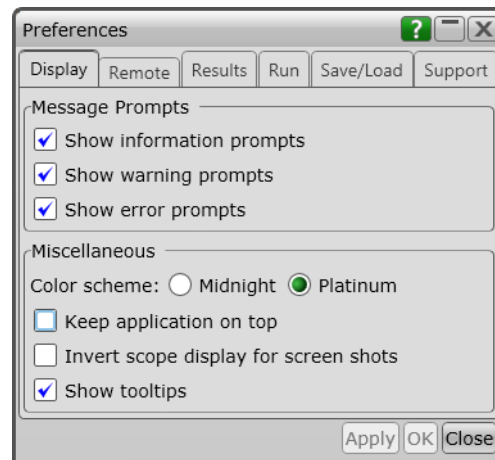 Preferences ?
Display Remote Results Run Save/Load Support
Message Prompts
Show information prompts
Show warning prompts
Show error prompts
Miscellaneous
Color scheme: Midnight Platinum
Keep application on top
Invert scope display for screen shots
Show tooltips
Apply OK Close